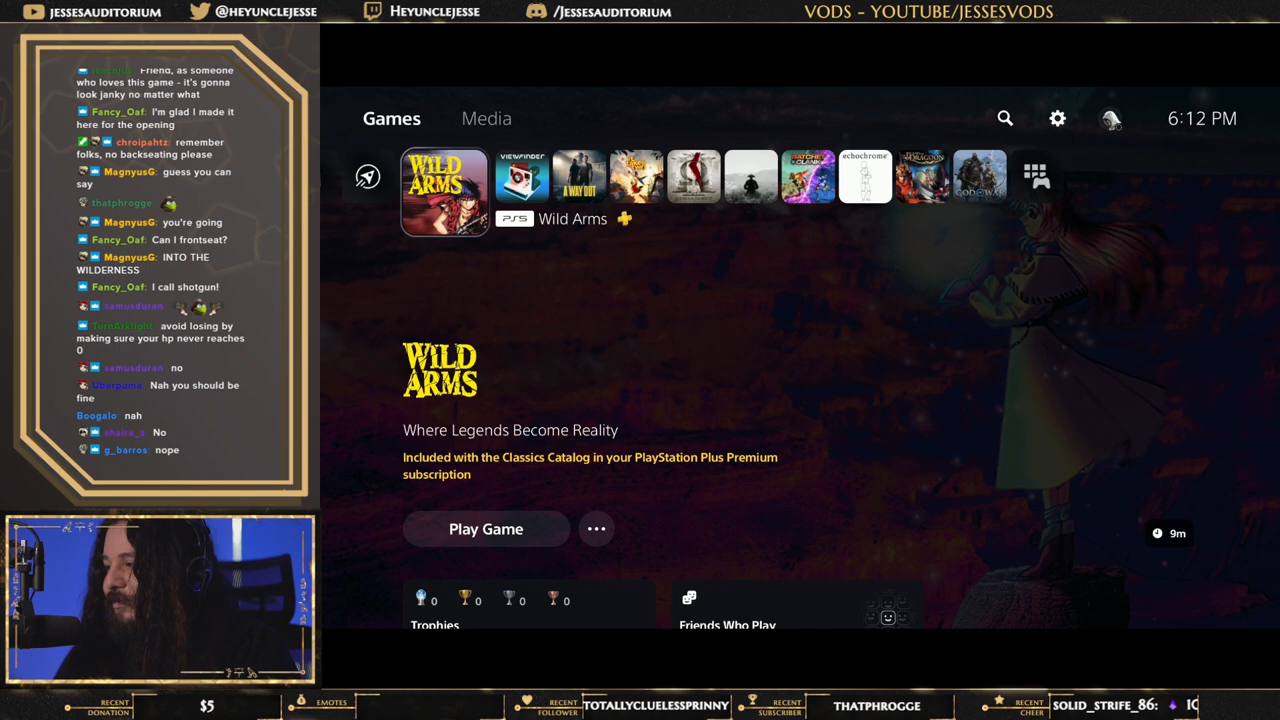 JESSESAUDITORIUM
@HEYUNCLEJESSE
HEYUNCLEJESSE
/JESSESAUDITORIUM
VODS - YOUTUBE/JESSESVODS
Friend, as someone
who loves this game - it's gonna
look janky no matter what
Fancy_Oaf: I'm glad I made it
here for the opening
chroipahtz: remember
folks, no backseating please
MagnyusG: guess you can
say
thatphrogge
MagnyusG: you're going
Fancy_Oaf: Can I frontseat?
MagnyusG: INTO THE
WILDERNESS
Fancy_Oaf: I call shotgun!
samusduran
TurnArklight: avoid losing by
making sure your hp never reaches
0
samusduran: no
Uberpuma: Nah you should be
fine
Boogalo: nah
shaira_s: No
g_barros: nope
Games
Media
6:12 PM
WILD
ARMS
VIEWFINDER
A WAY OUT
RATCHET
CLANK
echochrome
GOD OF WAR
PS5 Wild Arms
WILD
ARMS
Where Legends Become Reality
Included with the Classics Catalog in your PlayStation Plus Premium
subscription
Play Game
9m
0 0 0 0
Trophies
Friends Who Play
RECENT
DONATION
$5
EMOTES
RECENT
FOLLOWER
TOTALLYCLUELESSPRINNY
RECENT
SUBSCRIBER
THATPHROGGE
RECENT
CHEER
SOLID_STRIFE_86: